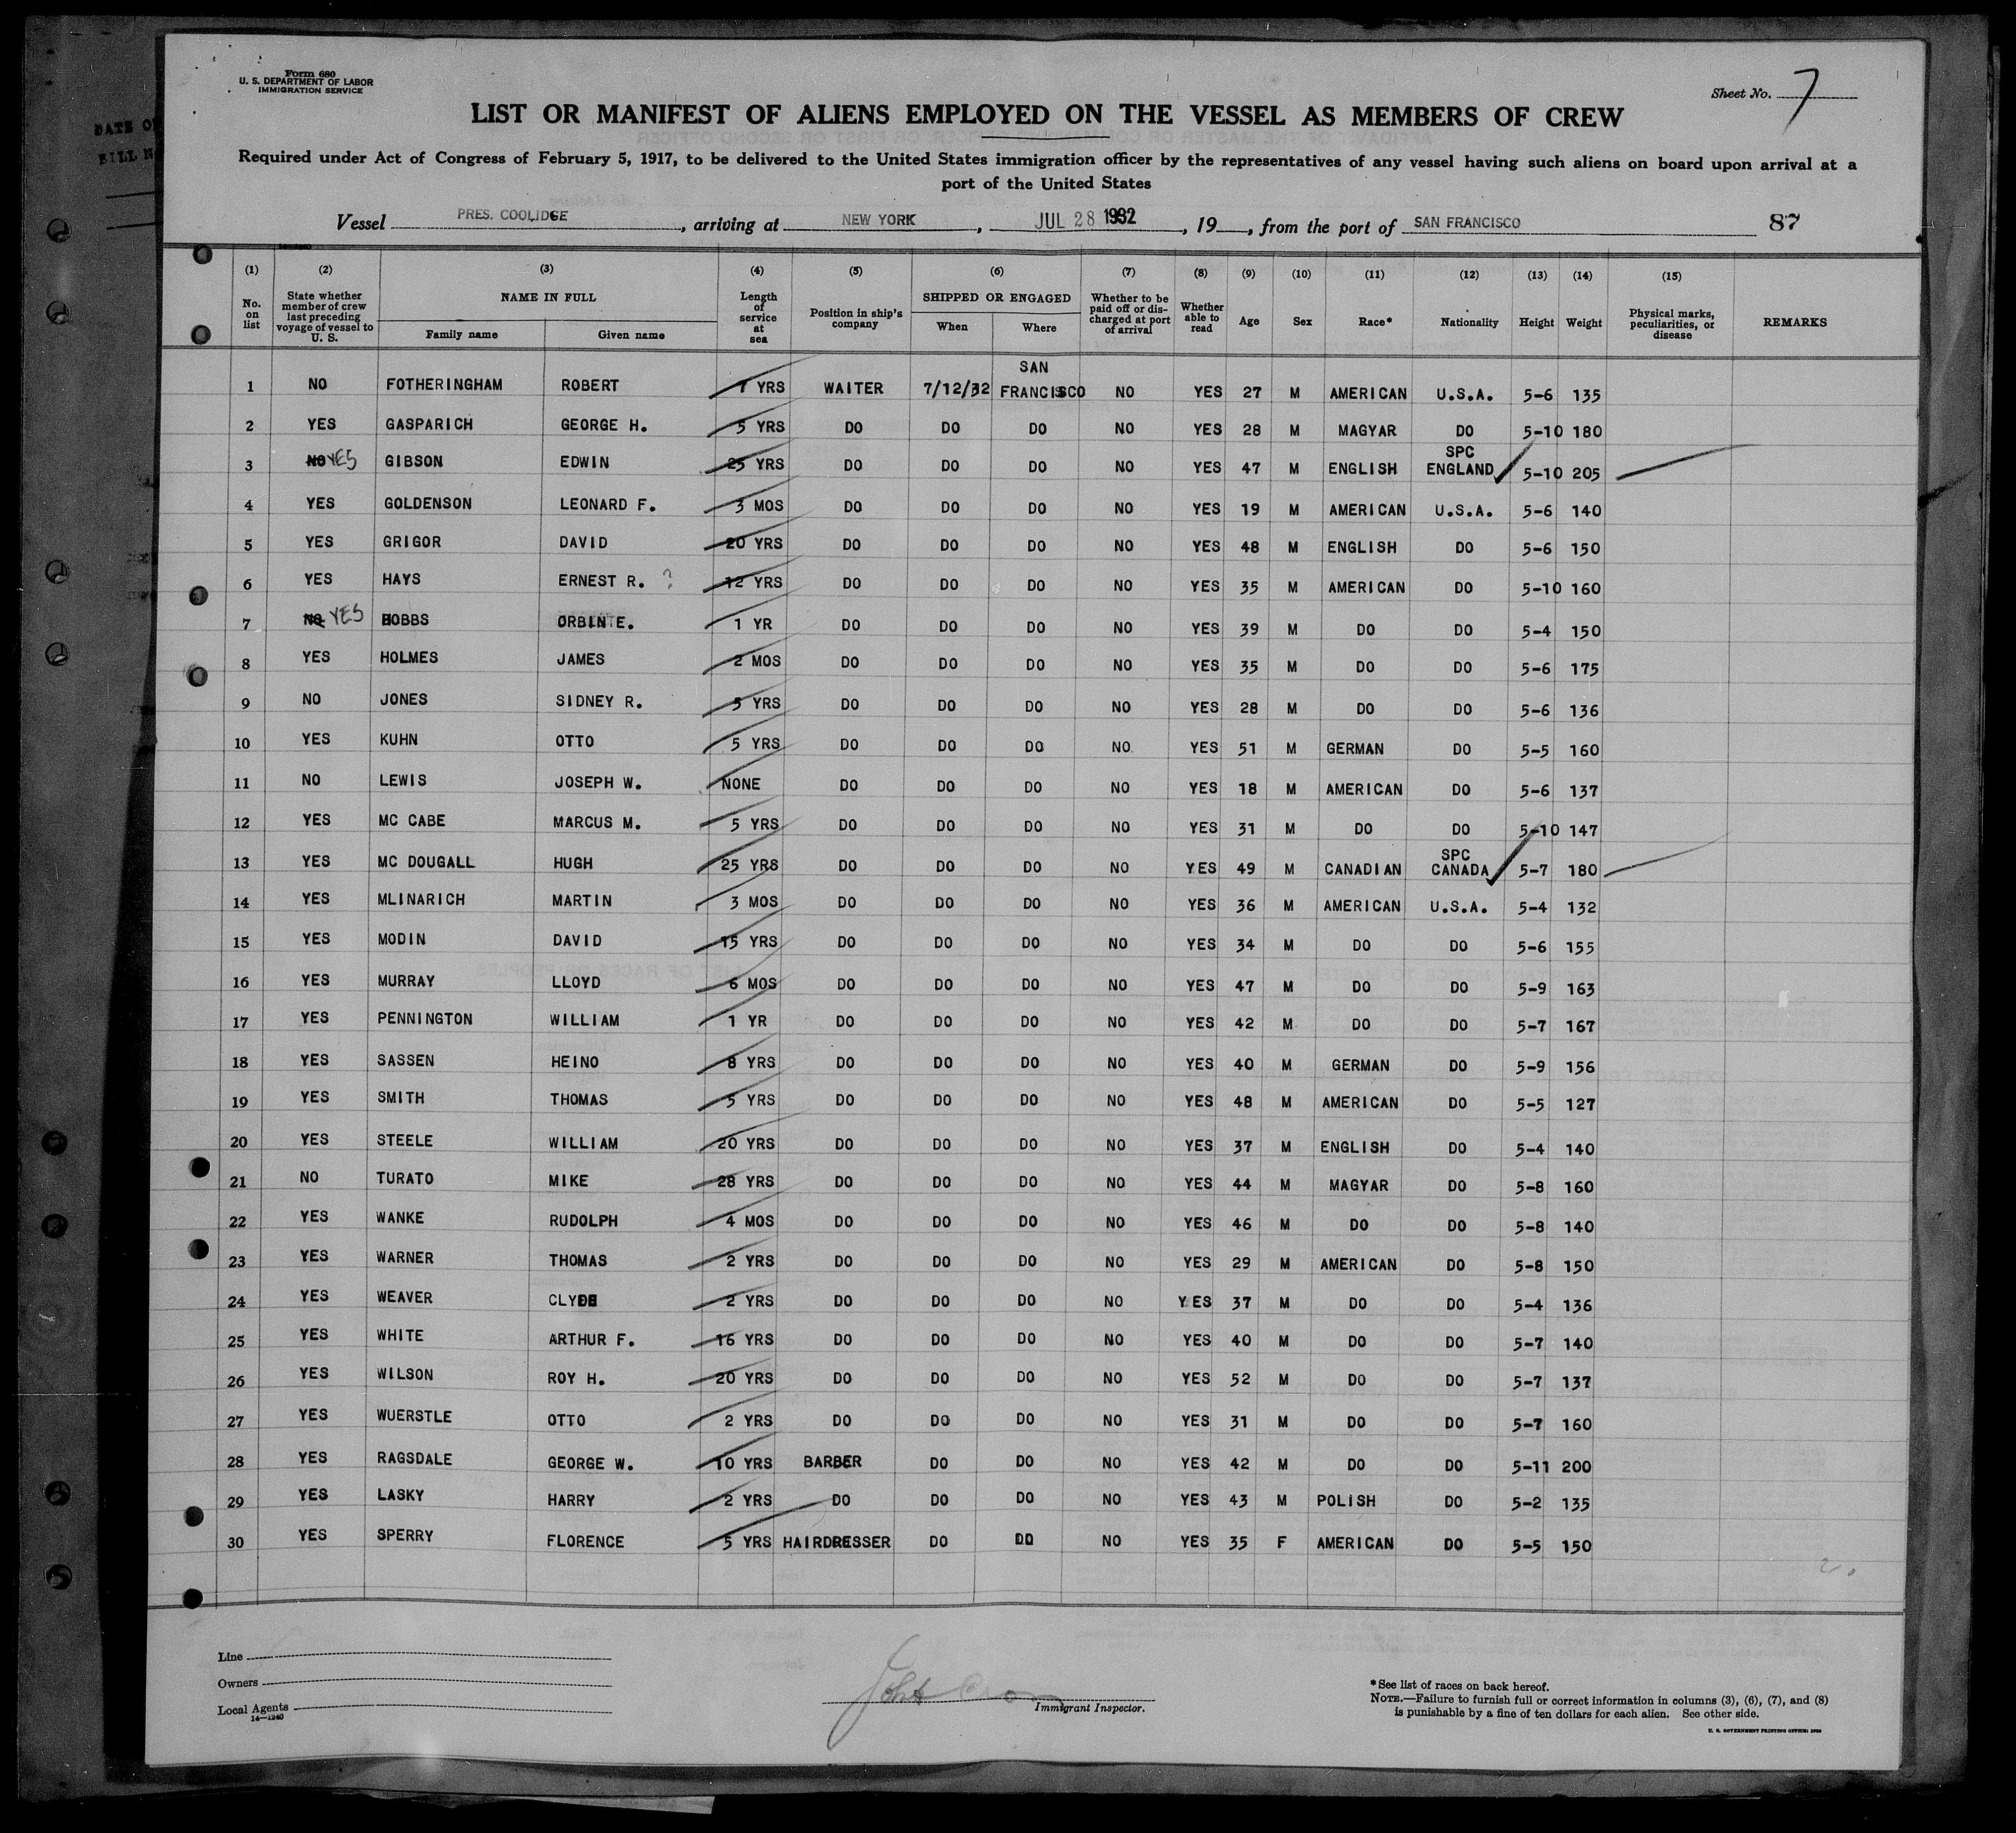 Form 680
U. S. DEPARTMENT OF LABOR
IMMIGRATION SERVICE
Sheet No. 7
LIST OR MANIFEST OF ALIENS EMPLOYED ON THE VESSEL AS MEMBERS OF CREW
Required under Act of Congress of February 5, 1917, to be delivered to the United States immigration officer by the representatives of any vessel having such aliens on board upon arrival at a
port of the United States
Vessel PRES. COOLIDGE, arriving at NEW YORK, JUL 28 1932, 19, from the port of SAN FRANCISCO 87
(1) (2) (3) (4) (5) (6) (7) (8) (9) (10) (11) (12) (13) (14) (15)
No. on list
State whether member of crew last preceding voyage of vessel to U. S.
NAME IN FULL
Family name Given name
Length of service at sea
Position in ship's company
SHIPPED OR ENGAGED
When Where
Whether to be paid off or discharged at port of arrival
Whether able to read
Age Sex Race* Nationality Height Weight
Physical marks, peculiarities, or disease
REMARKS
1 NO FOTHERINGHAM ROBERT 7 YRS WAITER 7/12/32 SAN FRANCISCO NO YES 27 M AMERICAN U.S.A. 5-6 135
2 YES GASPARICH GEORGE H. 5 YRS DO DO DO NO YES 28 M MAGYAR DO 5-10 180
3 NO YES GIBSON EDWIN 25 YRS DO DO DO NO YES 47 M ENGLISH SPC ENGLAND 5-10 205
4 YES GOLDENSON LEONARD F. 3 MOS DO DO DO NO YES 19 M AMERICAN U.S.A. 5-6 140
5 YES GRIGOR DAVID 20 YRS DO DO DO NO YES 48 M ENGLISH DO 5-6 150
6 YES HAYS ERNEST R. ? 12 YRS DO DO DO NO YES 35 M AMERICAN DO 5-10 160
7 NO YES HOBBS ORBIN E. 1 YR DO DO DO NO YES 39 M DO DO 5-4 150
8 YES HOLMES JAMES 2 MOS DO DO DO NO YES 35 M DO DO 5-6 175
9 NO JONES SIDNEY R. 5 YRS DO DO DO NO YES 28 M DO DO 5-6 136
10 YES KUHN OTTO 5 YRS DO DO DO NO. YES 51 M GERMAN DO 5-5 160
11 NO LEWIS JOSEPH W. NONE DO DO DO NO YES 18 M AMERICAN DO 5-6 137
12 YES MC CABE MARCUS M. 5 YRS DO DO DO NO YES 31 M DO DO 5-10 147
13 YES MC DOUGALL HUGH 25 YRS DO DO DO NO YES 49 M CANADIAN SPC CANADA 5-7 180
14 YES MLINARICH MARTIN 3 MOS DO DO DO NO YES 36 M AMERICAN U.S.A. 5-4 132
15 YES MODIN DAVID 15 YRS DO DO DO NO YES 34 M DO DO 5-6 155
16 YES MURRAY LLOYD 6 MOS DO DO DO NO YES 47 M DO DO 5-9 163
17 YES PENNINGTON WILLIAM 1 YR DO DO DO NO YES 42 M DO DO 5-7 167
18 YES SASSEN HEINO 8 YRS DO DO DO NO YES 40 M GERMAN DO 5-9 156
19 YES SMITH THOMAS 5 YRS DO DO DO NO YES 48 M AMERICAN DO 5-5 127
20 YES STEELE WILLIAM 20 YRS DO DO DO NO YES 37 M ENGLISH DO 5-4 140
21 NO TURATO MIKE 28 YRS DO DO DO NO YES 44 M MAGYAR DO 5-8 160
22 YES WANKE RUDOLPH 4 MOS DO DO DO NO YES 46 M DO DO 5-8 140
23 YES WARNER THOMAS 2 YRS DO DO DO NO YES 29 M AMERICAN DO 5-8 150
24 YES WEAVER CLYDE 2 YRS DO DO DO NO YES 37 M DO DO 5-4 136
25 YES WHITE ARTHUR F. 16 YRS DO DO DO NO YES 40 M DO DO 5-7 140
26 YES WILSON ROY H. 20 YRS DO DO DO NO YES 52 M DO DO 5-7 137
27 YES WUERSTLE OTTO 2 YRS DO DO DO NO YES 31 M DO DO 5-7 160
28 YES RAGSDALE GEORGE W. 10 YRS BARBER DO DO NO YES 42 M DO DO 5-11 200
29 YES LASKY HARRY 2 YRS DO DO DO NO YES 43 M POLISH DO 5-2 135
30 YES SPERRY FLORENCE 5 YRS HAIRDRESSER DO DO NO YES 35 F AMERICAN DO 5-5 150
Line
Owners
Local Agents
14—1240
John
Immigrant Inspector.
*See list of races on back hereof.
NOTE.—Failure to furnish full or correct information in columns (3), (6), (7), and (8)
is punishable by a fine of ten dollars for each alien. See other side.
U. S. GOVERNMENT PRINTING OFFICE: 1930